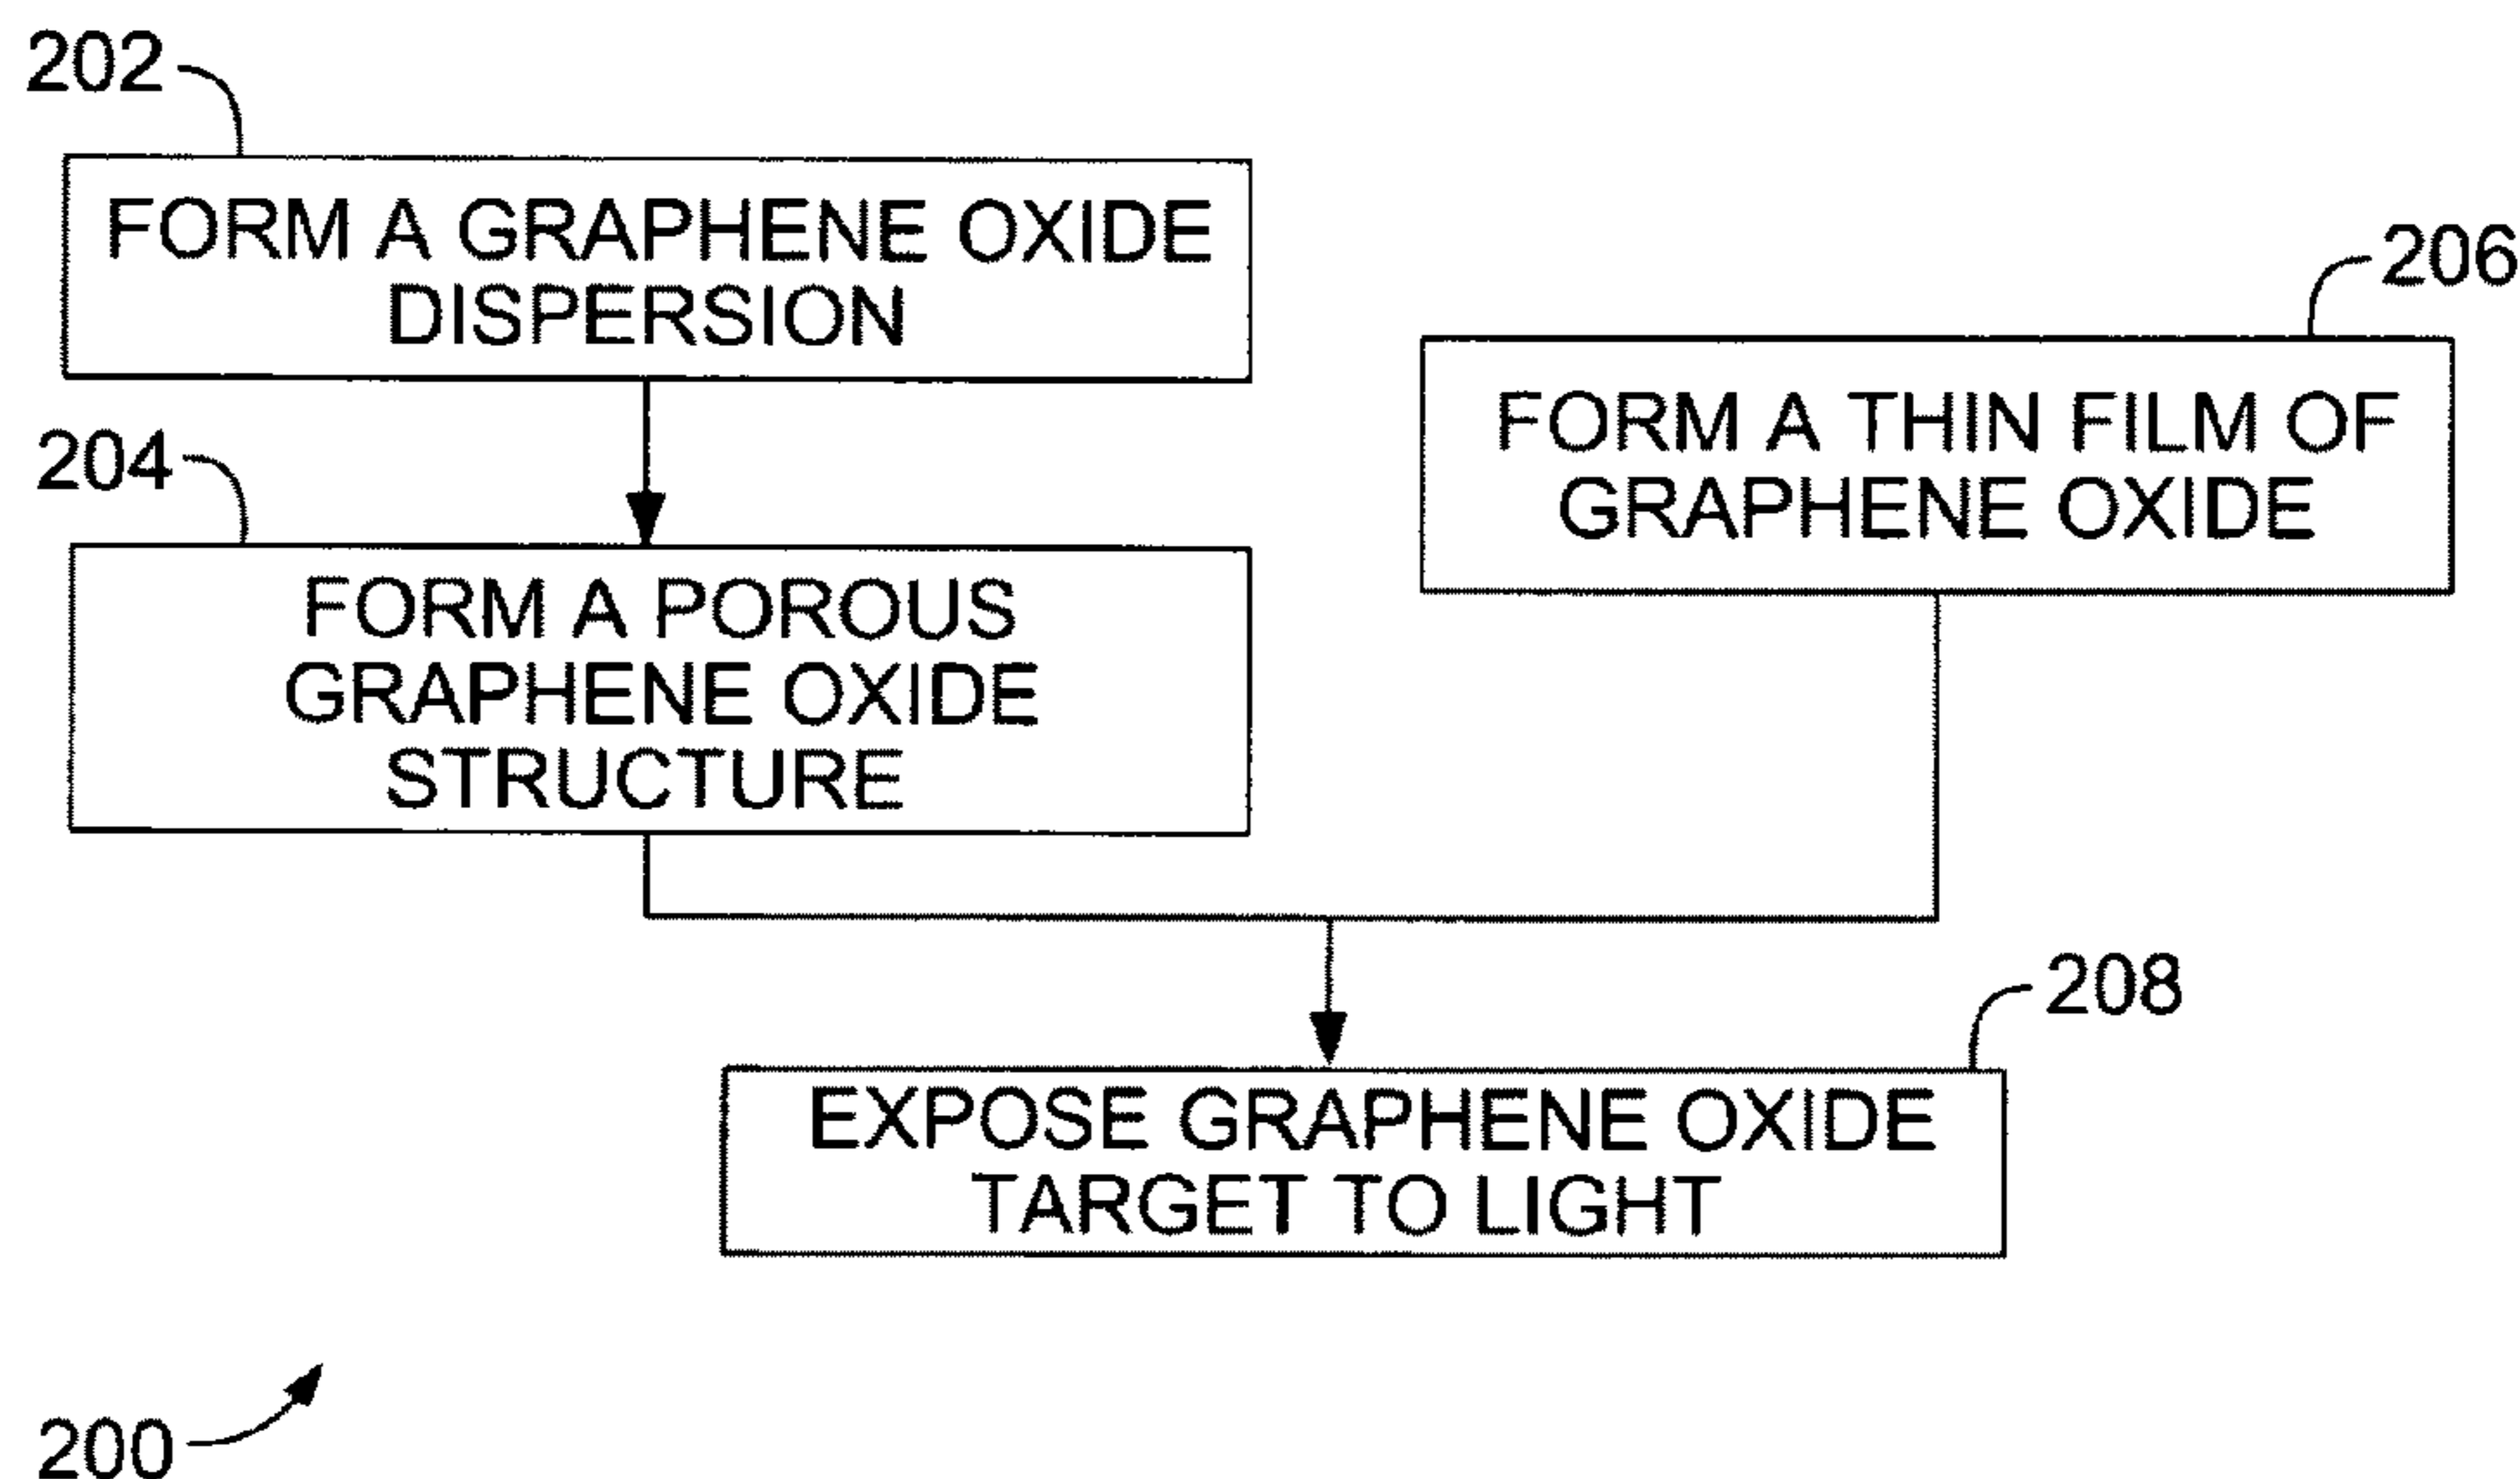 202
FORM A GRAPHENE OXIDE
DISPERSION
206
FORM A THIN FILM OF
GRAPHENE OXIDE
204
FORM A POROUS
GRAPHENE OXIDE
STRUCTURE
208
EXPOSE GRAPHENE OXIDE
TARGET TO LIGHT
200